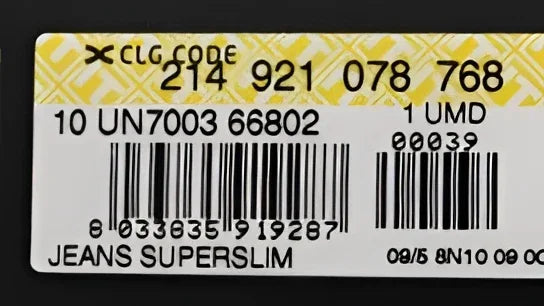 CLG CODE
214 921 078 768
10 UN7003 66802
1 UMD
00039
8 033835 919287
JEANS SUPERSLIM
09/5 8N10 09 00